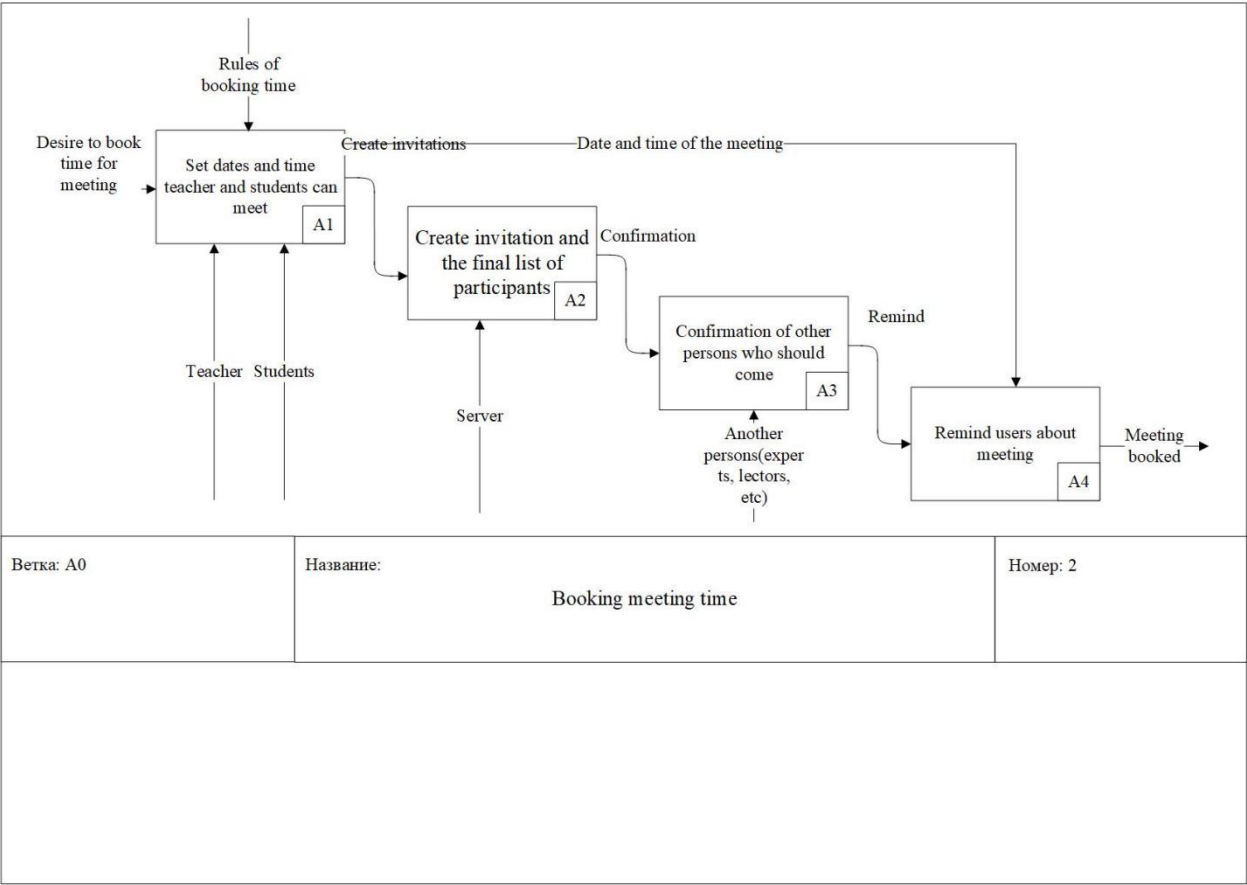 Rules of
booking time
Desire to book
time for
meeting
Set dates and time
teacher and students can
meet
A1
Create invitations
Date and time of the meeting
Create invitation and
the final list of
participants
A2
Confirmation
Confirmation of other
persons who should
come
A3
Remind
Remind users about
meeting
A4
Meeting
booked
Teacher
Students
Server
Another
persons(exper
ts, lectors,
etc)
Ветка: A0
Название:
Booking meeting time
Номер: 2